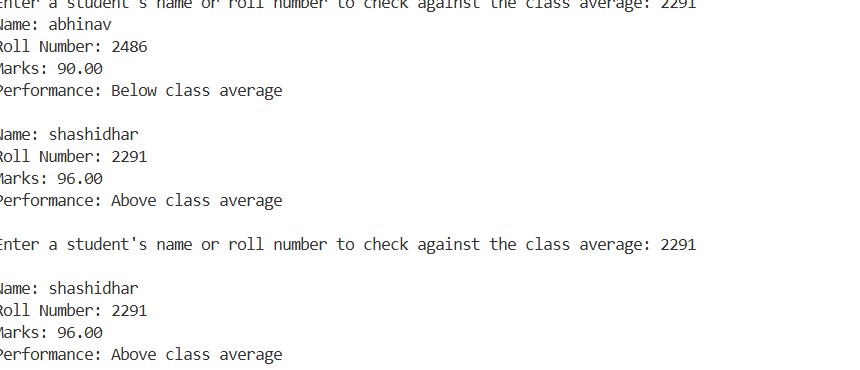 Enter a student's name or roll number to check against the class average: 2291
Name: abhinav
Roll Number: 2486
Marks: 90.00
Performance: Below class average
Name: shashidhar
Roll Number: 2291
Marks: 96.00
Performance: Above class average
Enter a student's name or roll number to check against the class average: 2291
Name: shashidhar
Roll Number: 2291
Marks: 96.00
Performance: Above class average